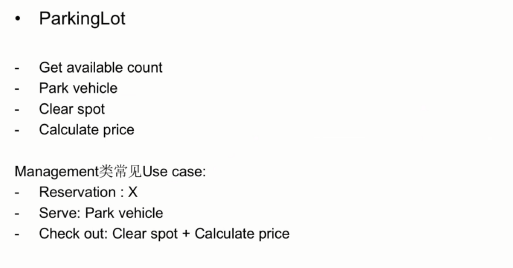 • ParkingLot
- Get available count
- Park vehicle
- Clear spot
- Calculate price
Management类常见Use case:
- Reservation : X
- Serve: Park vehicle
- Check out: Clear spot + Calculate price